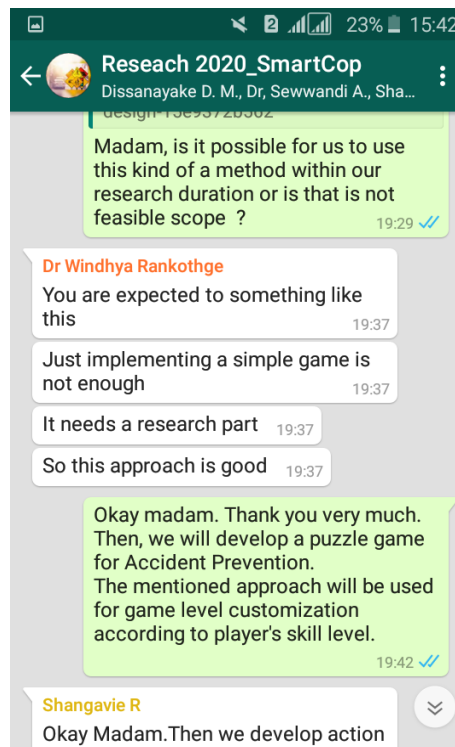 2 23% 15:42
Reseach 2020_SmartCop
Dissanayake D. M., Dr, Sewwandi A., Sha...
design-15e9372b562
Madam, is it possible for us to use
this kind of a method within our
research duration or is that is not
feasible scope ?
19:29
Dr Windhya Rankothge
You are expected to something like
this
19:37
Just implementing a simple game is
not enough
19:37
It needs a research part 19:37
So this approach is good 19:37
Okay madam. Thank you very much.
Then, we will develop a puzzle game
for Accident Prevention.
The mentioned approach will be used
for game level customization
according to player's skill level.
19:42
Shangavie R
Okay Madam.Then we develop action